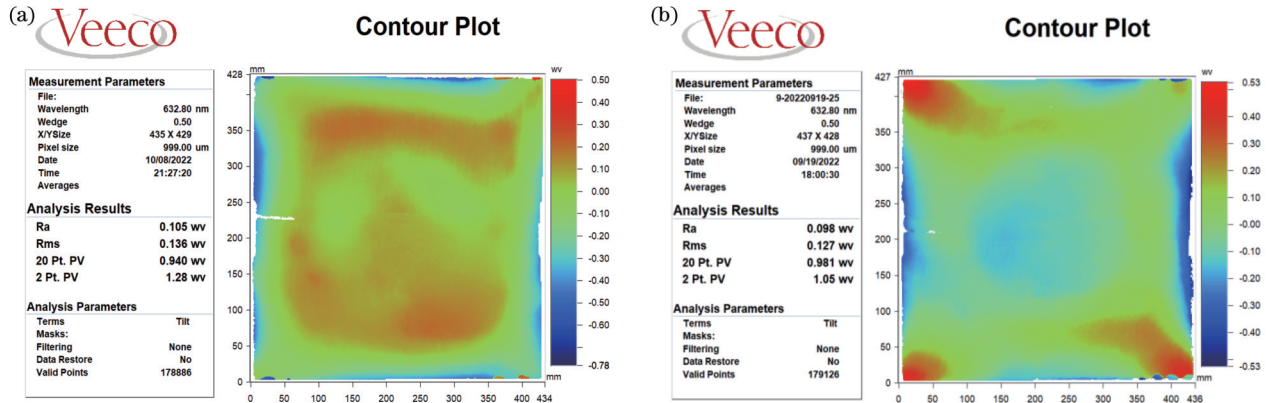 (a)
Veeco
Contour Plot
Measurement Parameters
File:
Wavelength 632.80 nm
Wedge 0.50
X/YSize 435 X 429
Pixel size 999.00 um
Date 10/08/2022
Time 21:27:20
Averages
Analysis Results
Ra 0.105 wv
Rms 0.136 wv
20 Pt. PV 0.940 wv
2 Pt. PV 1.28 wv
Analysis Parameters
Terms Tilt
Masks:
Filtering None
Data Restore No
Valid Points 178886
mm
428
350
300
250
200
150
100
50
0
0 50 100 150 200 250 300 350 400 434
mm
wv
0.50
0.40
0.30
0.20
0.10
0.00
-0.10
-0.20
-0.30
-0.40
-0.50
-0.60
-0.78
(b)
Veeco
Contour Plot
Measurement Parameters
File: 9-20220919-25
Wavelength 632.80 nm
Wedge 0.50
X/YSize 437 X 428
Pixel size 999.00 um
Date 09/19/2022
Time 18:00:30
Averages
Analysis Results
Ra 0.098 wv
Rms 0.127 wv
20 Pt. PV 0.981 wv
2 Pt. PV 1.05 wv
Analysis Parameters
Terms Tilt
Masks:
Filtering None
Data Restore No
Valid Points 179126
mm
427
350
300
250
200
150
100
50
0
0 50 100 150 200 250 300 350 400 436
mm
wv
0.53
0.40
0.30
0.20
0.10
0.00
-0.10
-0.20
-0.30
-0.40
-0.53